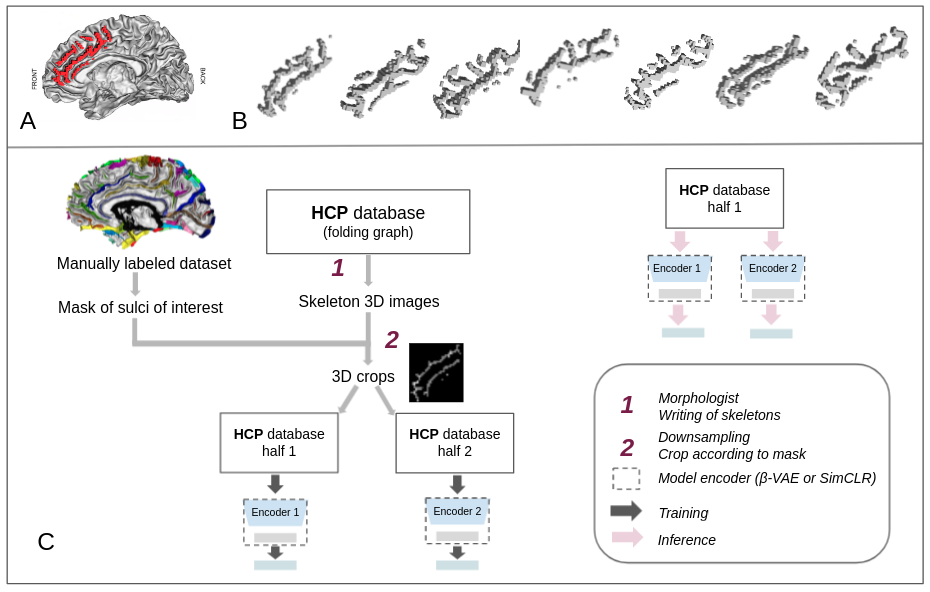 FRONT
BACK
A
B
HCP database
(folding graph)
HCP database
half 1
Manually labeled dataset
1
Encoder 1
Encoder 2
Mask of sulci of interest
Skeleton 3D images
2
3D crops
HCP database
half 1
HCP database
half 2
Encoder 1
Encoder 2
C
1
Morphologist
Writing of skeletons
2
Downsampling
Crop according to mask
Model encoder (β-VAE or SimCLR)
Training
Inference